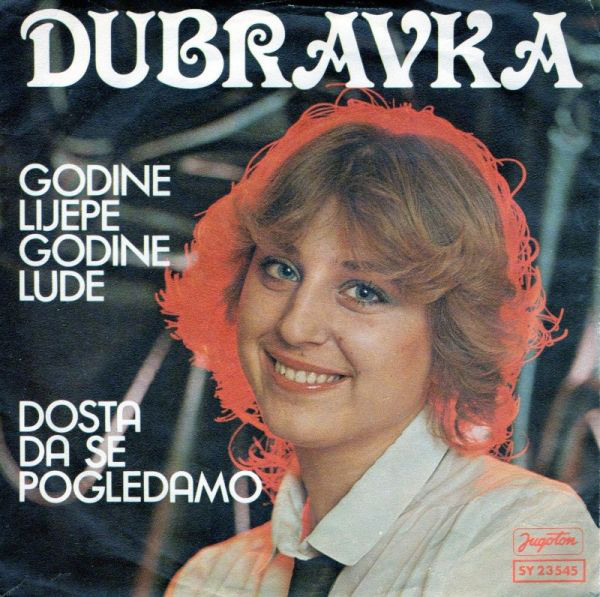 DUBRAVKA
GODINE
LIJEPE
GODINE
LUDE
DOSTA
DA SE
POGLEDAMO
Jugoton
SY 23545